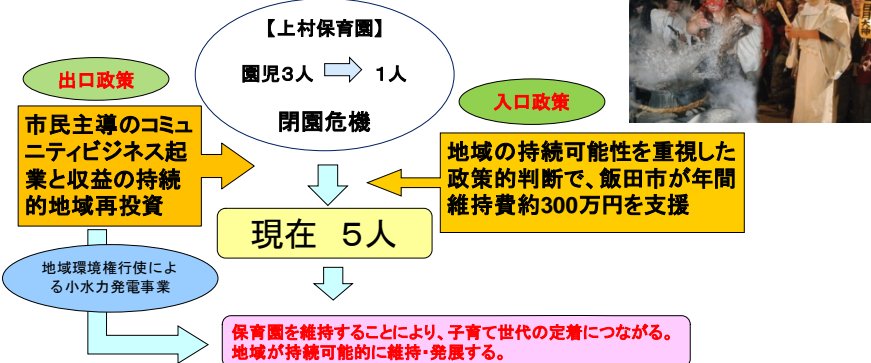 【上村保育園】
園児３人 １人
閉園危機
出口政策
入口政策
市民主導のコミュ
ニティビジネス起
業と収益の持続
的地域再投資
地域の持続可能性を重視した
政策的判断で、飯田市が年間
維持費約300万円を支援
現在　５人
地域環境権行使によ
る小水力発電事業
保育園を維持することにより、子育て世代の定着につながる。
地域が持続可能的に維持・発展する。